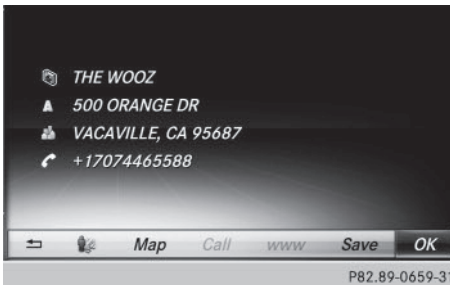 THE WOOZ
A 500 ORANGE DR
VACAVILLE, CA 95687
+17074465588
Map Call www Save OK
P82.89-0659-31